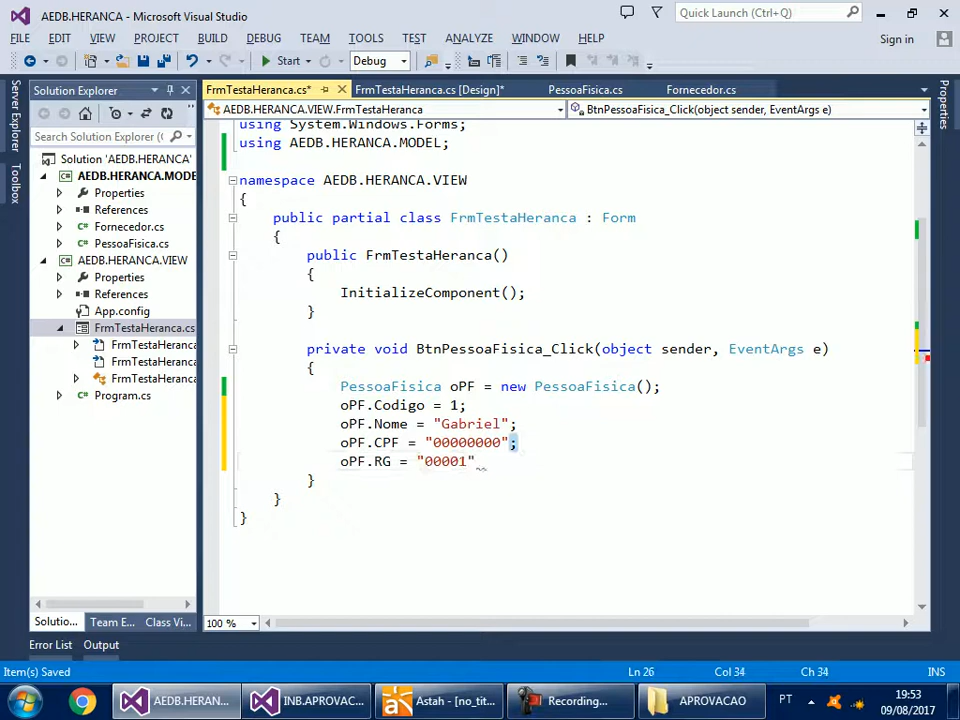 AEDB.HERANCA - Microsoft Visual Studio
Quick Launch (Ctrl+Q)
FILE EDIT VIEW PROJECT BUILD DEBUG TEAM TOOLS TEST ANALYZE WINDOW HELP
Sign in
Start Debug
Server Explorer
Toolbox
Solution Explorer
Search Solution Explorer
Solution 'AEDB.HERANCA'
AEDB.HERANCA.MODE
Properties
References
Fornecedor.cs
PessoaFisica.cs
AEDB.HERANCA.VIEW
Properties
References
App.config
FrmTestaHeranca.cs
FrmTestaHeranca
FrmTestaHeranca
FrmTestaHeranca
Program.cs
Solutio... Team E... Class Vi...
FrmTestaHeranca.cs* FrmTestaHeranca.cs [Design]* PessoaFisica.cs Fornecedor.cs
AEDB.HERANCA.VIEW.FrmTestaHeranca BtnPessoaFisica_Click(object sender, EventArgs e)
using System.Windows.Forms;
using AEDB.HERANCA.MODEL;
namespace AEDB.HERANCA.VIEW
{
public partial class FrmTestaHeranca : Form
{
public FrmTestaHeranca()
{
InitializeComponent();
}
private void BtnPessoaFisica_Click(object sender, EventArgs e)
{
PessoaFisica oPF = new PessoaFisica();
oPF.Codigo = 1;
oPF.Nome = "Gabriel";
oPF.CPF = "00000000";
oPF.RG = "00001"
}
}
}
100 %
Properties
Error List Output
Item(s) Saved Ln 26 Col 34 Ch 34 INS
AEDB.HERAN... INB.APROVAC... Astah - [no_tit... Recording... APROVACAO PT 19:53
09/08/2017